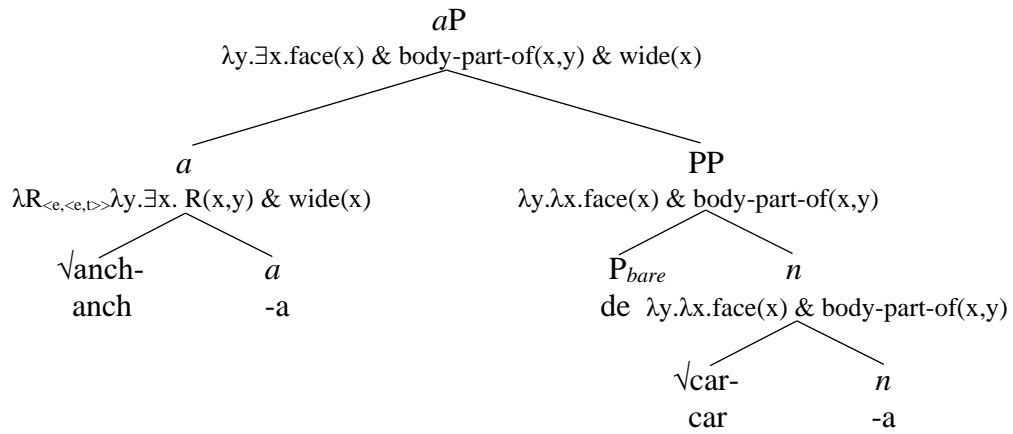 aP
λy.∃x.face(x) & body-part-of(x,y) & wide(x)
a PP
λR<e,<e,t>>λy.∃x. R(x,y) & wide(x) λy.λx.face(x) & body-part-of(x,y)
√anch- a Pbare n
anch -a de λy.λx.face(x) & body-part-of(x,y)
√car- n
car -a